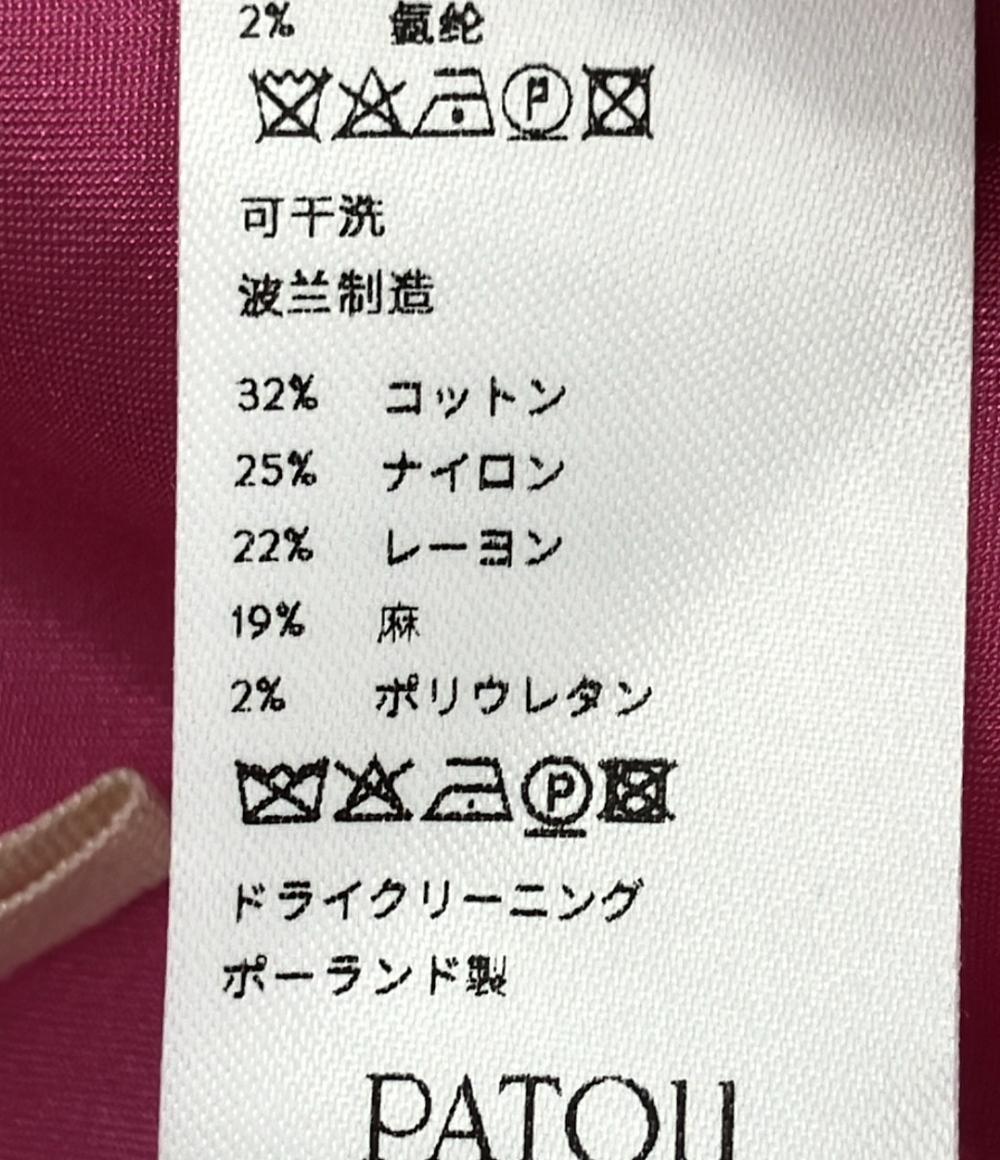 2% 氨纶
可干洗
波兰制造
32% コットン
25% ナイロン
22% レーヨン
19% 麻
2% ポリウレタン
P
ドライクリーニング
ポーランド製
PATOU